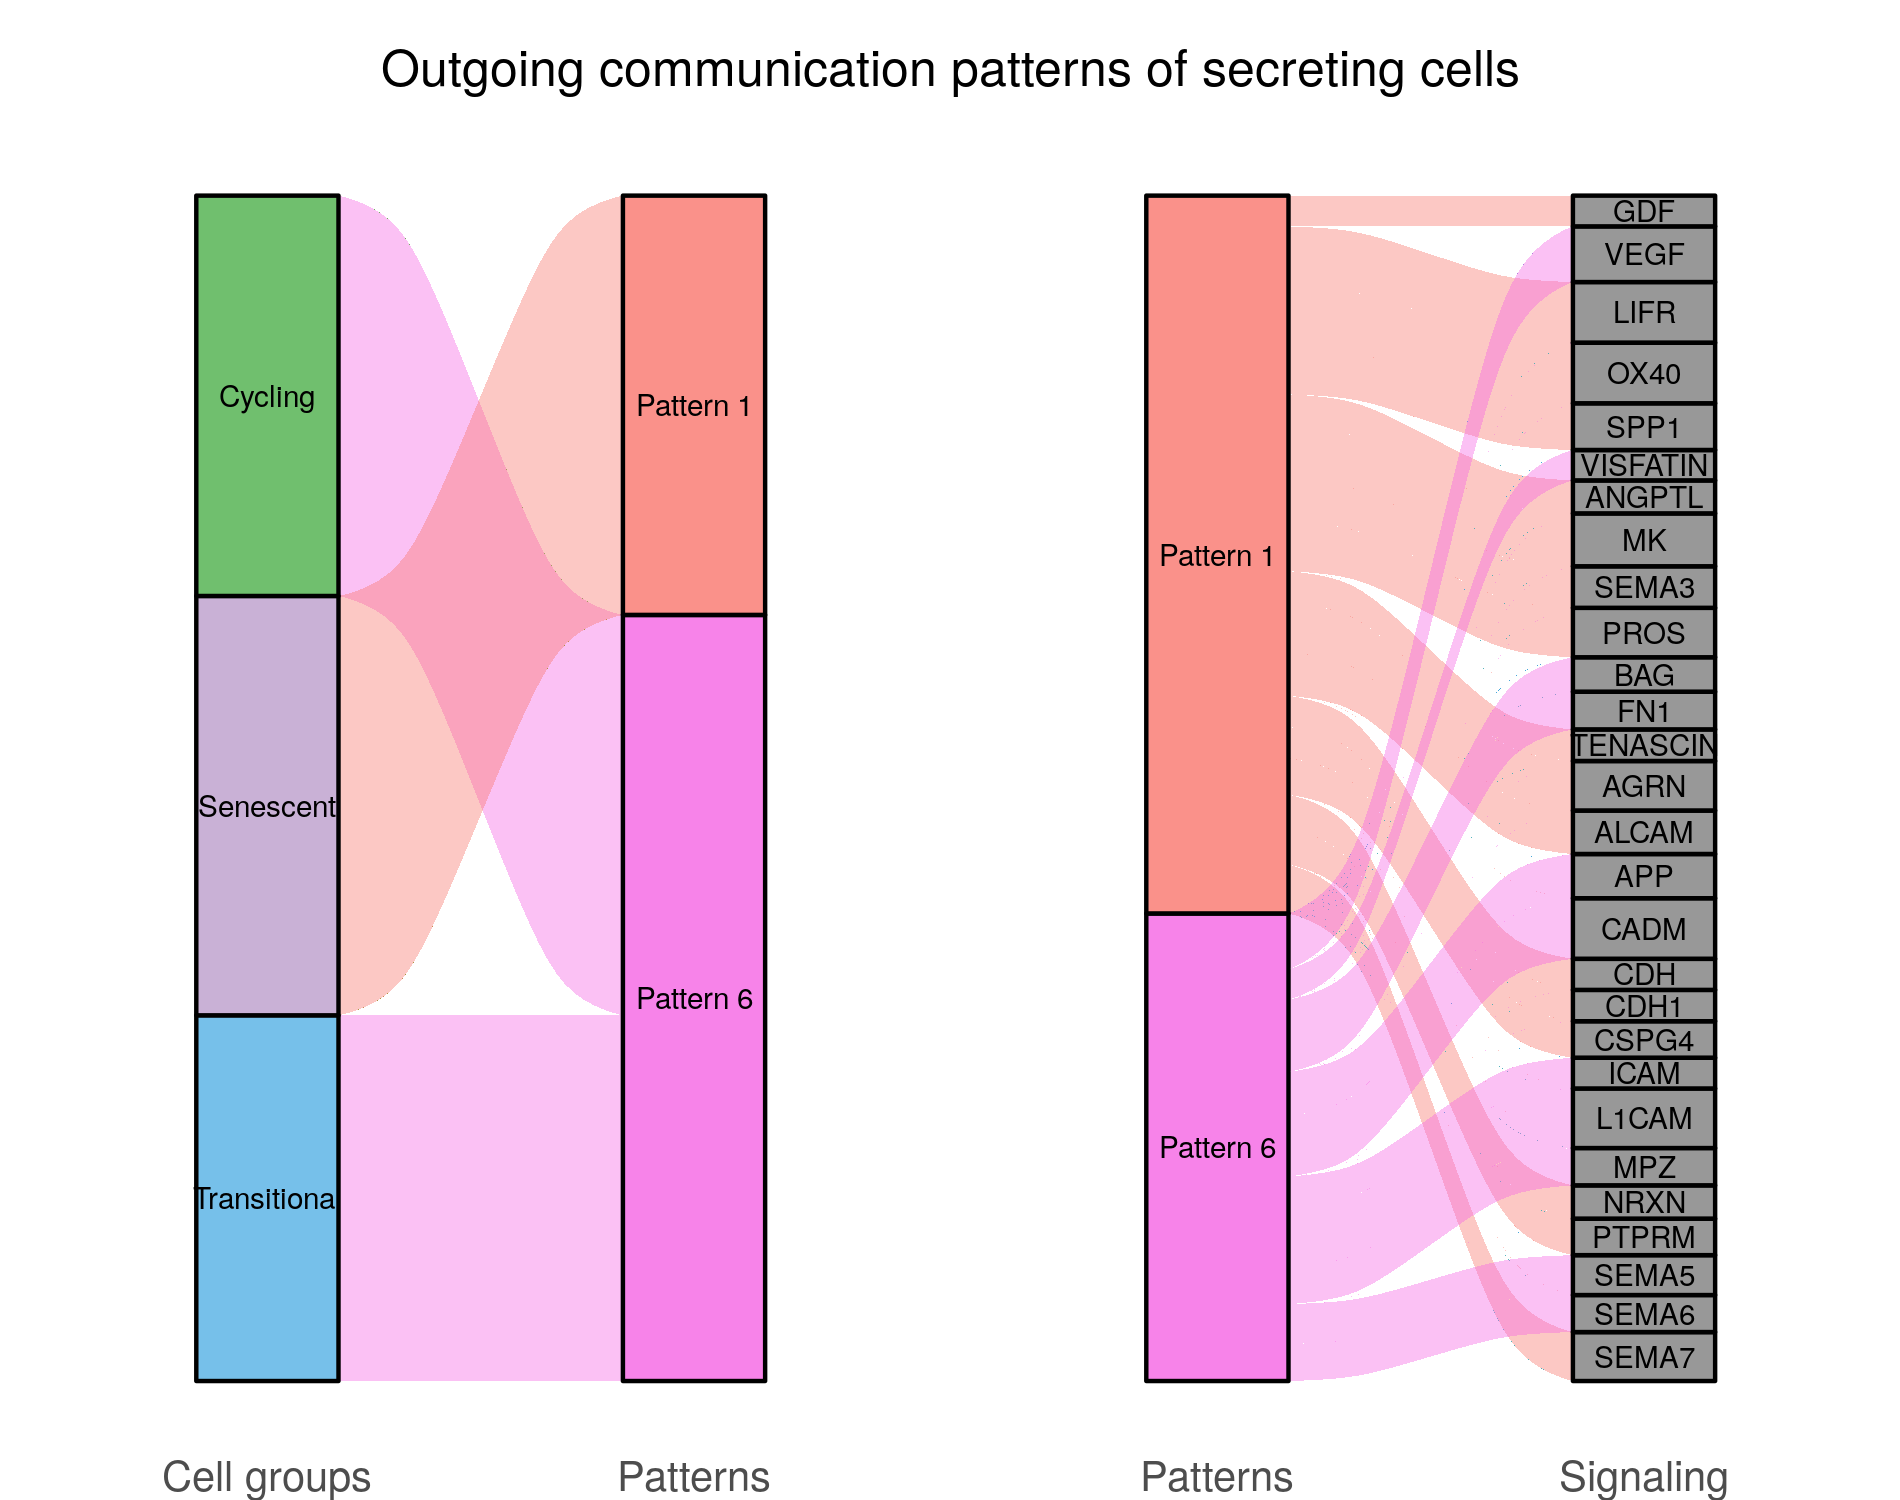 Outgoing communication patterns of secreting cells
Cycling
Senescent
Transitiona
Pattern 1
Pattern 6
Pattern 1
Pattern 6
GDF
VEGF
LIFR
OX40
SPP1
VISFATIN
ANGPTL
MK
SEMA3
PROS
BAG
FN1
TENASCIN
AGRN
ALCAM
APP
CADM
CDH
CDH1
CSPG4
ICAM
L1CAM
MPZ
NRXN
PTPRM
SEMA5
SEMA6
SEMA7
Cell groups
Patterns
Patterns
Signaling